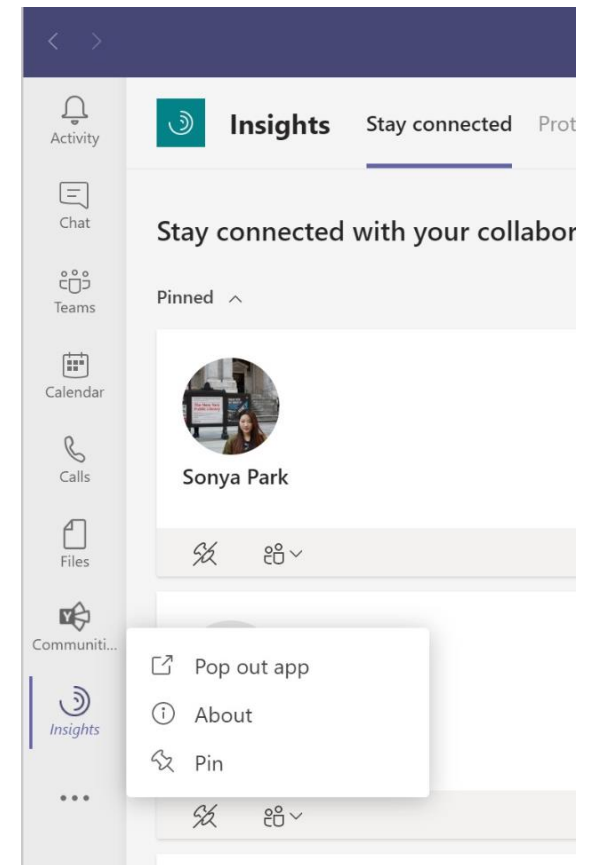 Activity
Insights Stay connected Prot
Chat
Stay connected with your collabor
Teams
Pinned
Calendar
Calls
Sonya Park
Files
Communiti...
Pop out app
About
Insights
Pin